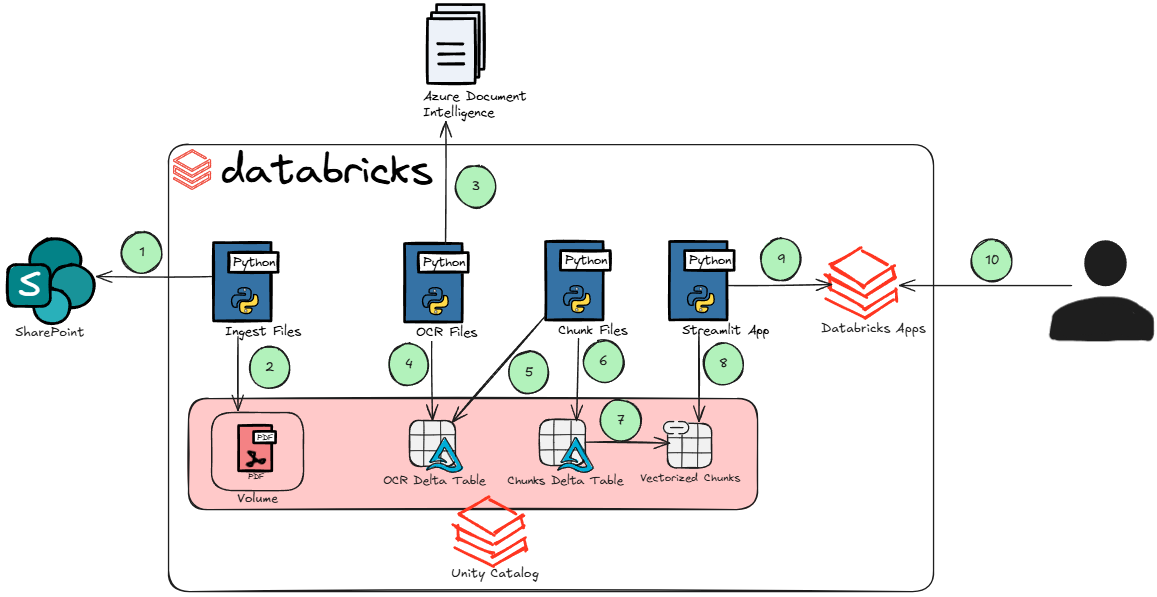 Azure Document
Intelligence
databricks
3
1
Python
Python
Python
Python
9
10
S
SharePoint
Ingest Files
OCR Files
Chunk Files
Streamlit App
Databricks Apps
2
4
5
6
8
7
PDF
PDF
Volume
OCR Delta Table
Chunks Delta Table
Vectorized Chunks
Unity Catalog